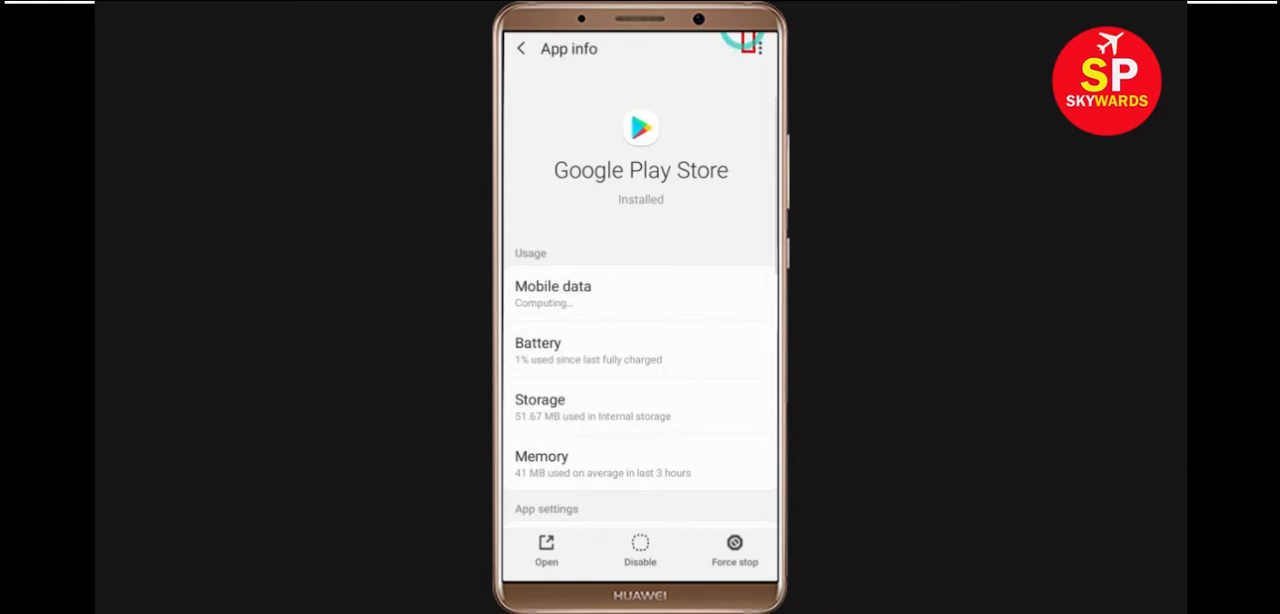 App info
SP
SKYWARDS
Google Play Store
Installed
Usage
Mobile data
Computing...
Battery
1% used since last fully charged
Storage
51.67 MB used in Internal storage
Memory
41 MB used on average in last 3 hours
App settings
Open
Disable
Force stop
HUAWEI